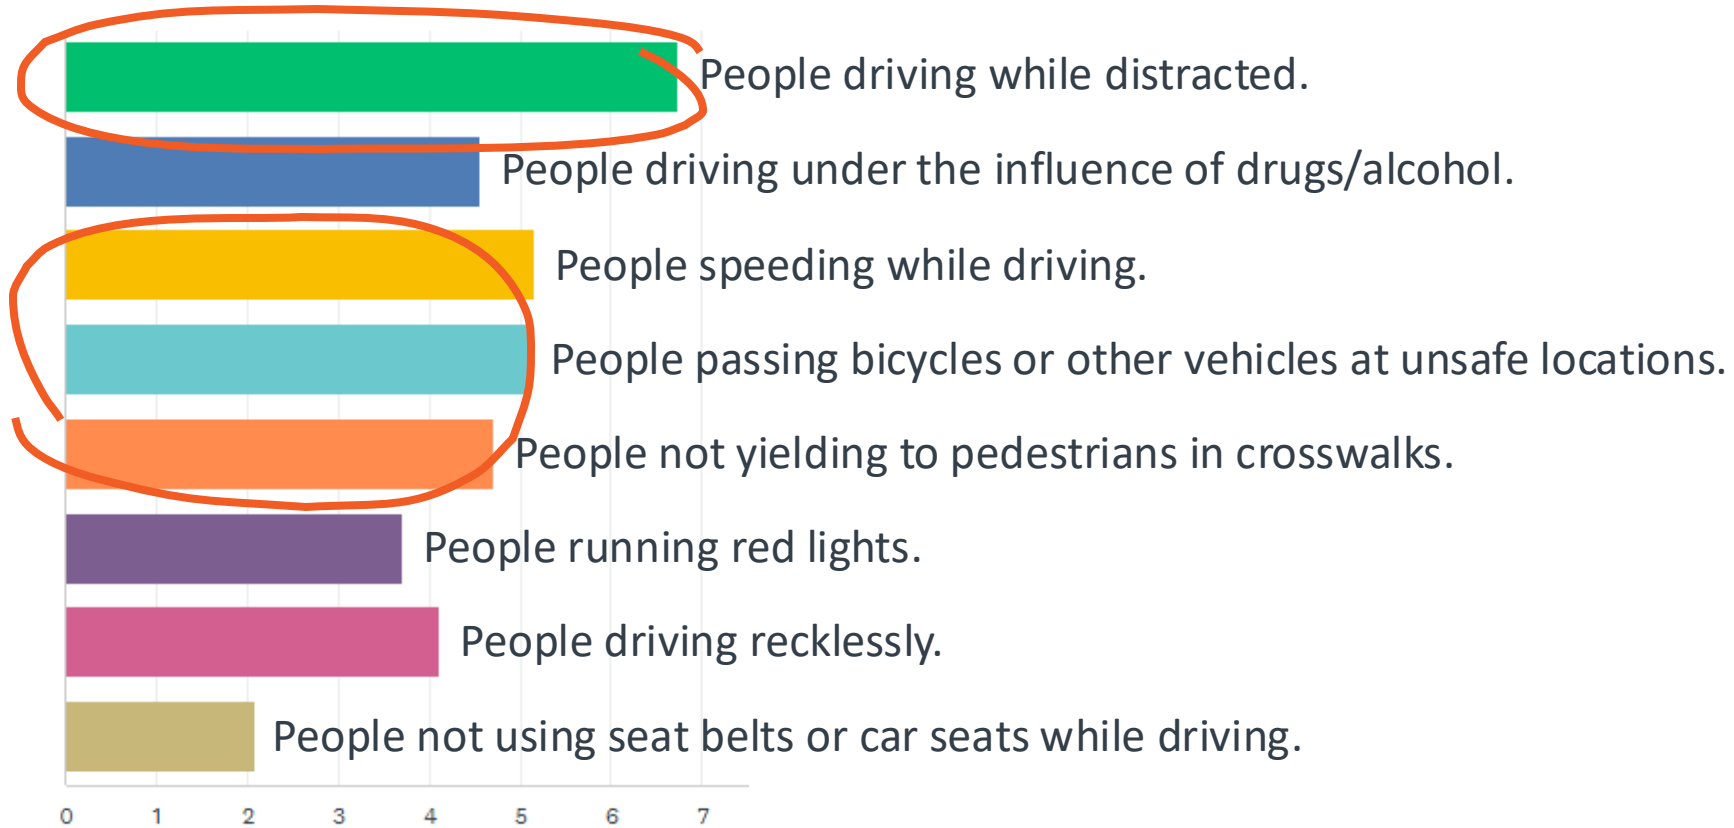 People driving while distracted.
People driving under the influence of drugs/alcohol.
People speeding while driving.
People passing bicycles or other vehicles at unsafe locations.
People not yielding to pedestrians in crosswalks.
People running red lights.
People driving recklessly.
People not using seat belts or car seats while driving.
0 1 2 3 4 5 6 7